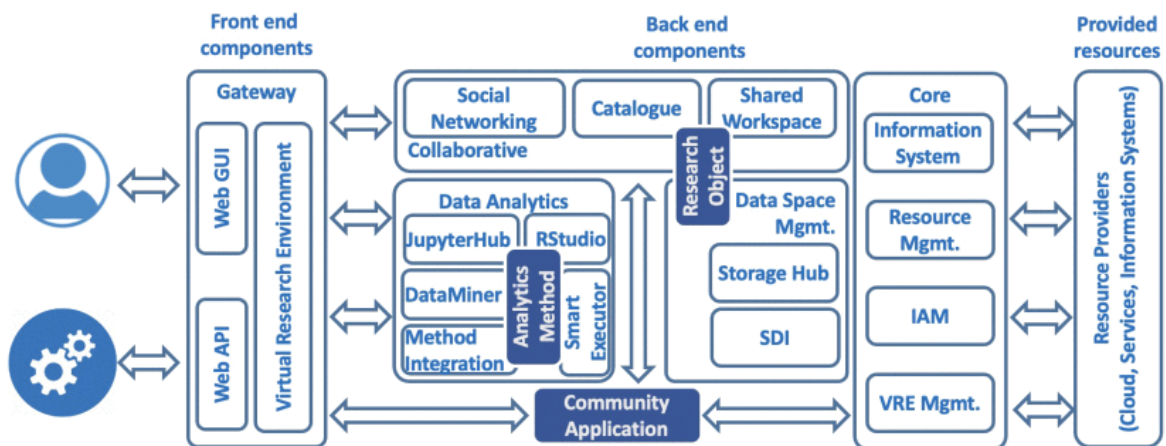 Front end
components
Back end
components
Provided
resources
Gateway
Web GUI
Web API
Virtual Research Environment
Social
Networking
Catalogue
Shared
Workspace
Collaborative
Research
Object
Data Analytics
JupyterHub
RStudio
DataMiner
Method
Integration
Analytics
Method
Smart
Executor
Data Space
Mgmt.
Storage Hub
SDI
Community
Application
Core
Information
System
Resource
Mgmt.
IAM
VRE Mgmt.
Resource Providers
(Cloud, Services, Information Systems)